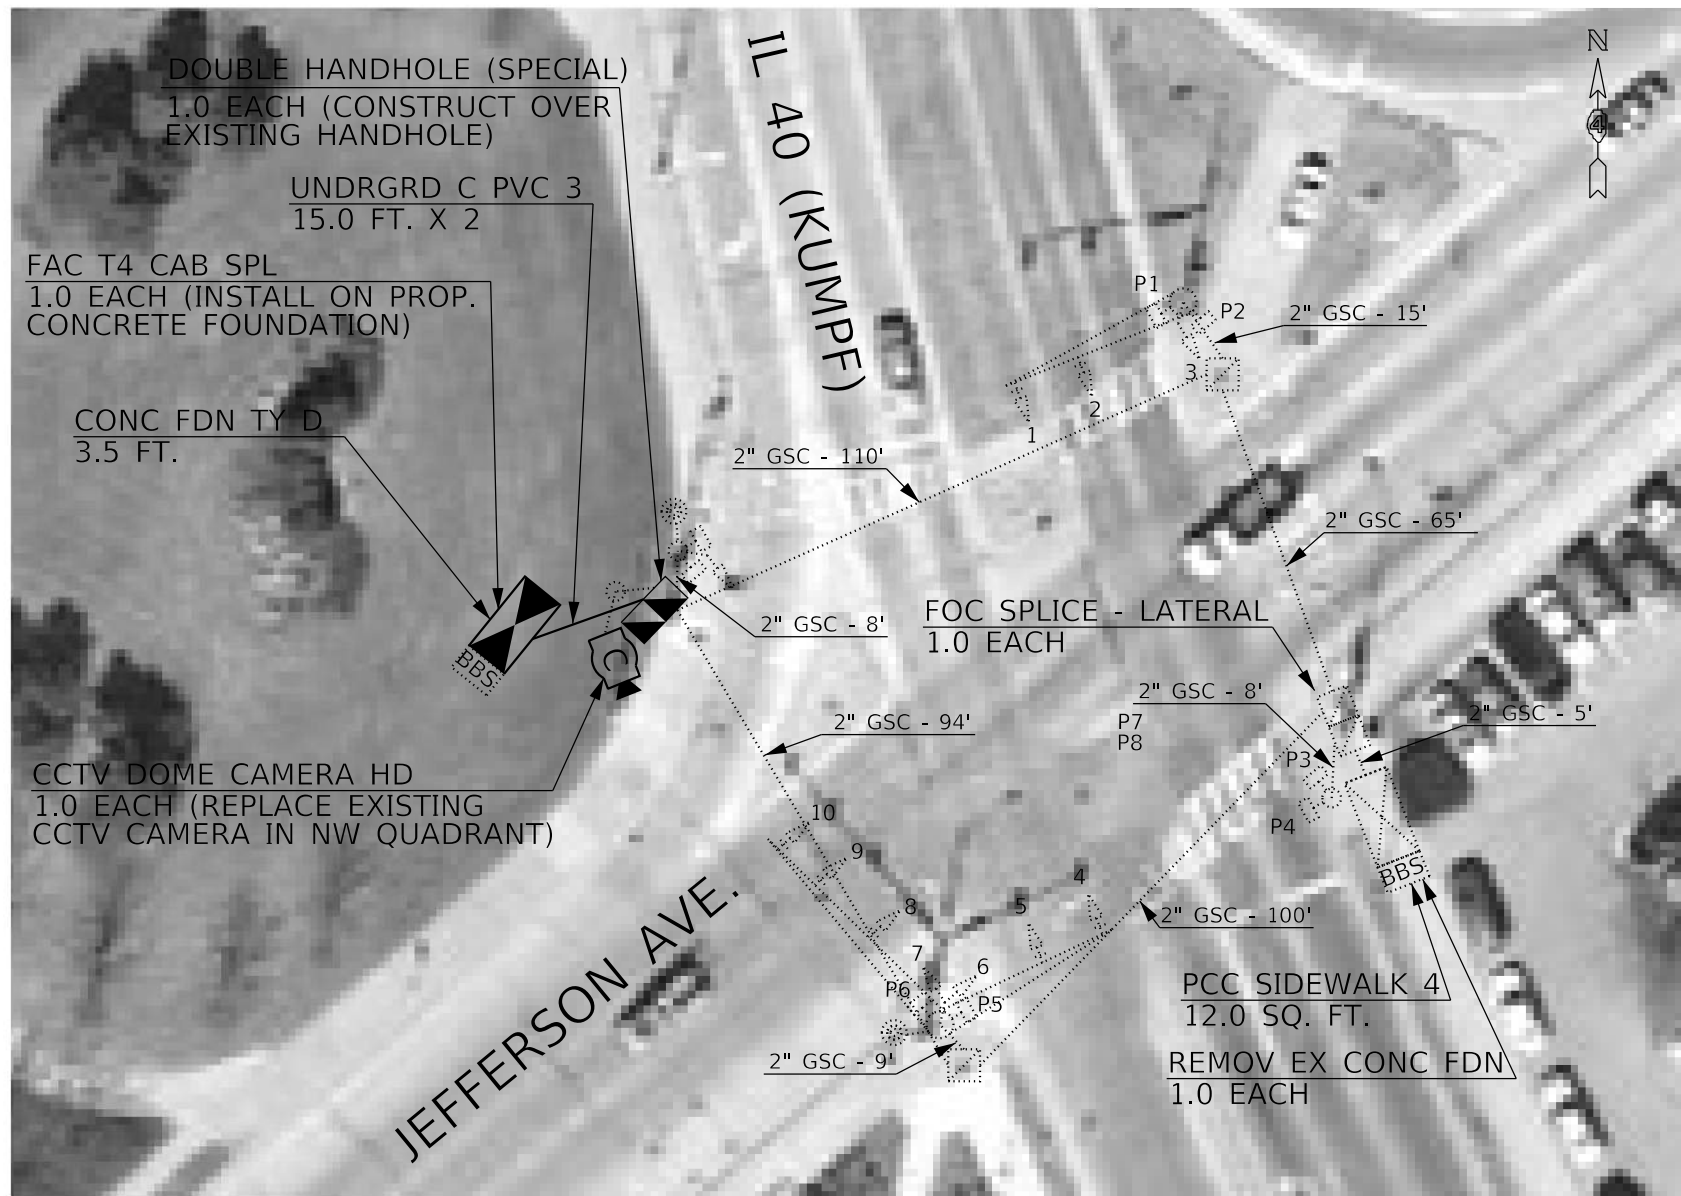 DOUBLE HANDHOLE (SPECIAL)
1.0 EACH (CONSTRUCT OVER
EXISTING HANDHOLE)
UNDRGRD C PVC 3
15.0 FT. X 2
FAC T4 CAB SPL
1.0 EACH (INSTALL ON PROP.
CONCRETE FOUNDATION)
CONC FDN TY D
3.5 FT.
IL 40 (KUMPF)
N
4
P1
P2
2" GSC - 15'
3
2
1
2" GSC - 110'
2" GSC - 65'
2" GSC - 8'
FOC SPLICE - LATERAL
1.0 EACH
BBS
C
2" GSC - 8'
2" GSC - 5'
P7
P8
2" GSC - 94'
P3
P4
CCTV DOME CAMERA HD
1.0 EACH (REPLACE EXISTING
CCTV CAMERA IN NW QUADRANT)
10
9
8
7
6
5
4
P6
P5
BBS
2" GSC - 100'
JEFFERSON AVE.
2" GSC - 9'
PCC SIDEWALK 4
12.0 SQ. FT.
REMOV EX CONC FDN
1.0 EACH